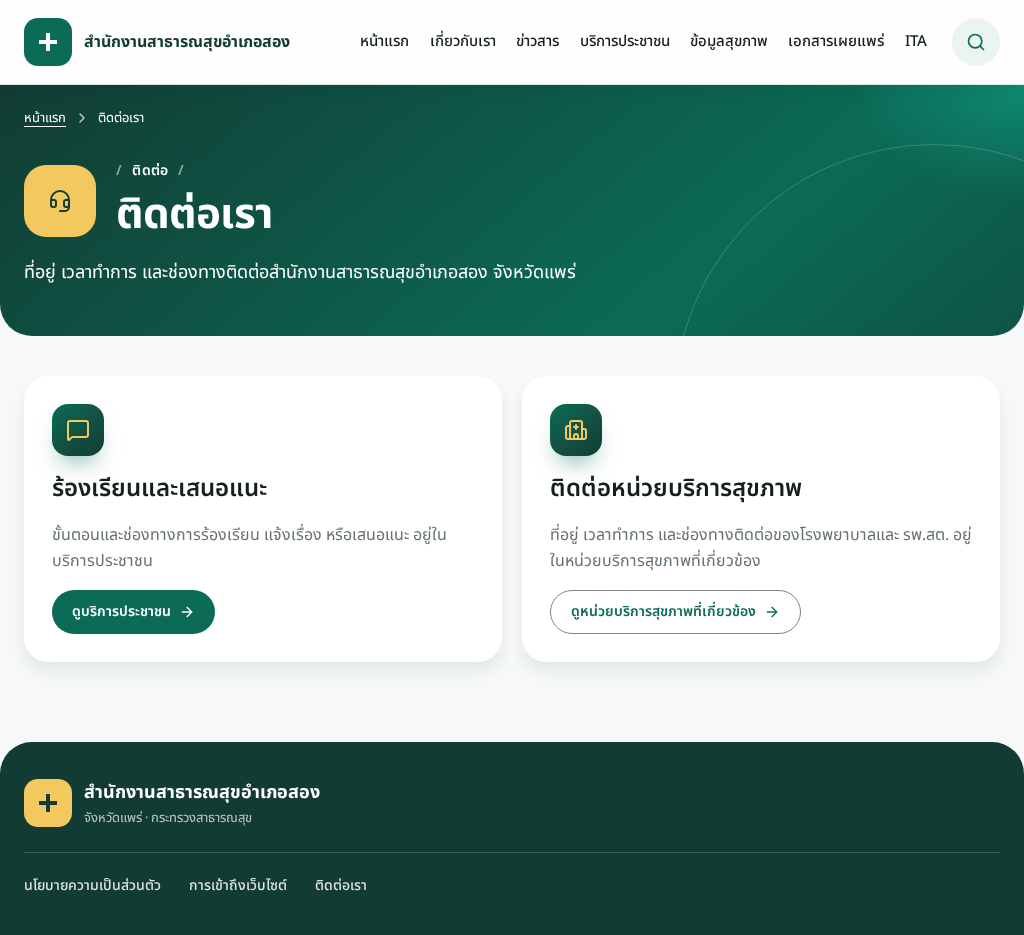 สำนักงานสาธารณสุขอำเภอสอง
หน้าแรก เกี่ยวกับเรา ข่าวสาร บริการประชาชน ข้อมูลสุขภาพ เอกสารเผยแพร่ ITA
หน้าแรก ติดต่อเรา
/ ติดต่อ /
ติดต่อเรา
ที่อยู่ เวลาทำการ และช่องทางติดต่อสำนักงานสาธารณสุขอำเภอสอง จังหวัดแพร่
ร้องเรียนและเสนอแนะ
ขั้นตอนและช่องทางการร้องเรียน แจ้งเรื่อง หรือเสนอแนะ อยู่ใน
บริการประชาชน
ดูบริการประชาชน
ติดต่อหน่วยบริการสุขภาพ
ที่อยู่ เวลาทำการ และช่องทางติดต่อของโรงพยาบาลและ รพ.สต. อยู่
ในหน่วยบริการสุขภาพที่เกี่ยวข้อง
ดูหน่วยบริการสุขภาพที่เกี่ยวข้อง
สำนักงานสาธารณสุขอำเภอสอง
จังหวัดแพร่ · กระทรวงสาธารณสุข
นโยบายความเป็นส่วนตัว การเข้าถึงเว็บไซต์ ติดต่อเรา